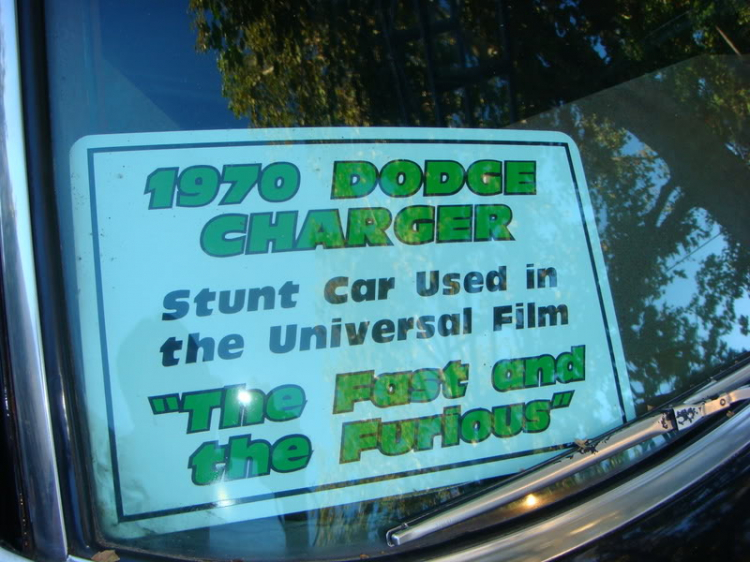 1970 DODGE
CHARGER
Stunt Car Used in
the Universal Film
"The Fast and
the Furious"